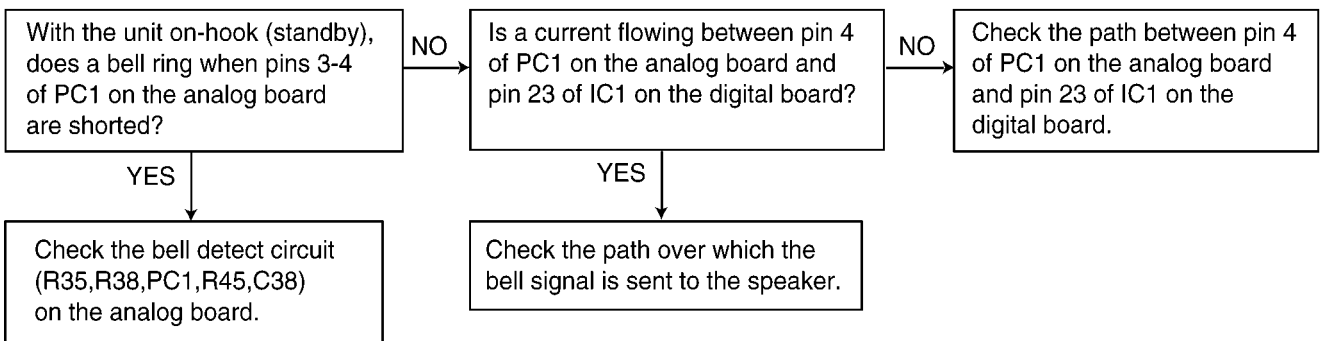 With the unit on-hook (standby),
does a bell ring when pins 3-4
of PC1 on the analog board
are shorted?
NO
Is a current flowing between pin 4
of PC1 on the analog board and
pin 23 of IC1 on the digital board?
NO
Check the path between pin 4
of PC1 on the analog board
and pin 23 of IC1 on the
digital board.
YES
YES
Check the bell detect circuit
(R35,R38,PC1,R45,C38)
on the analog board.
Check the path over which the
bell signal is sent to the speaker.